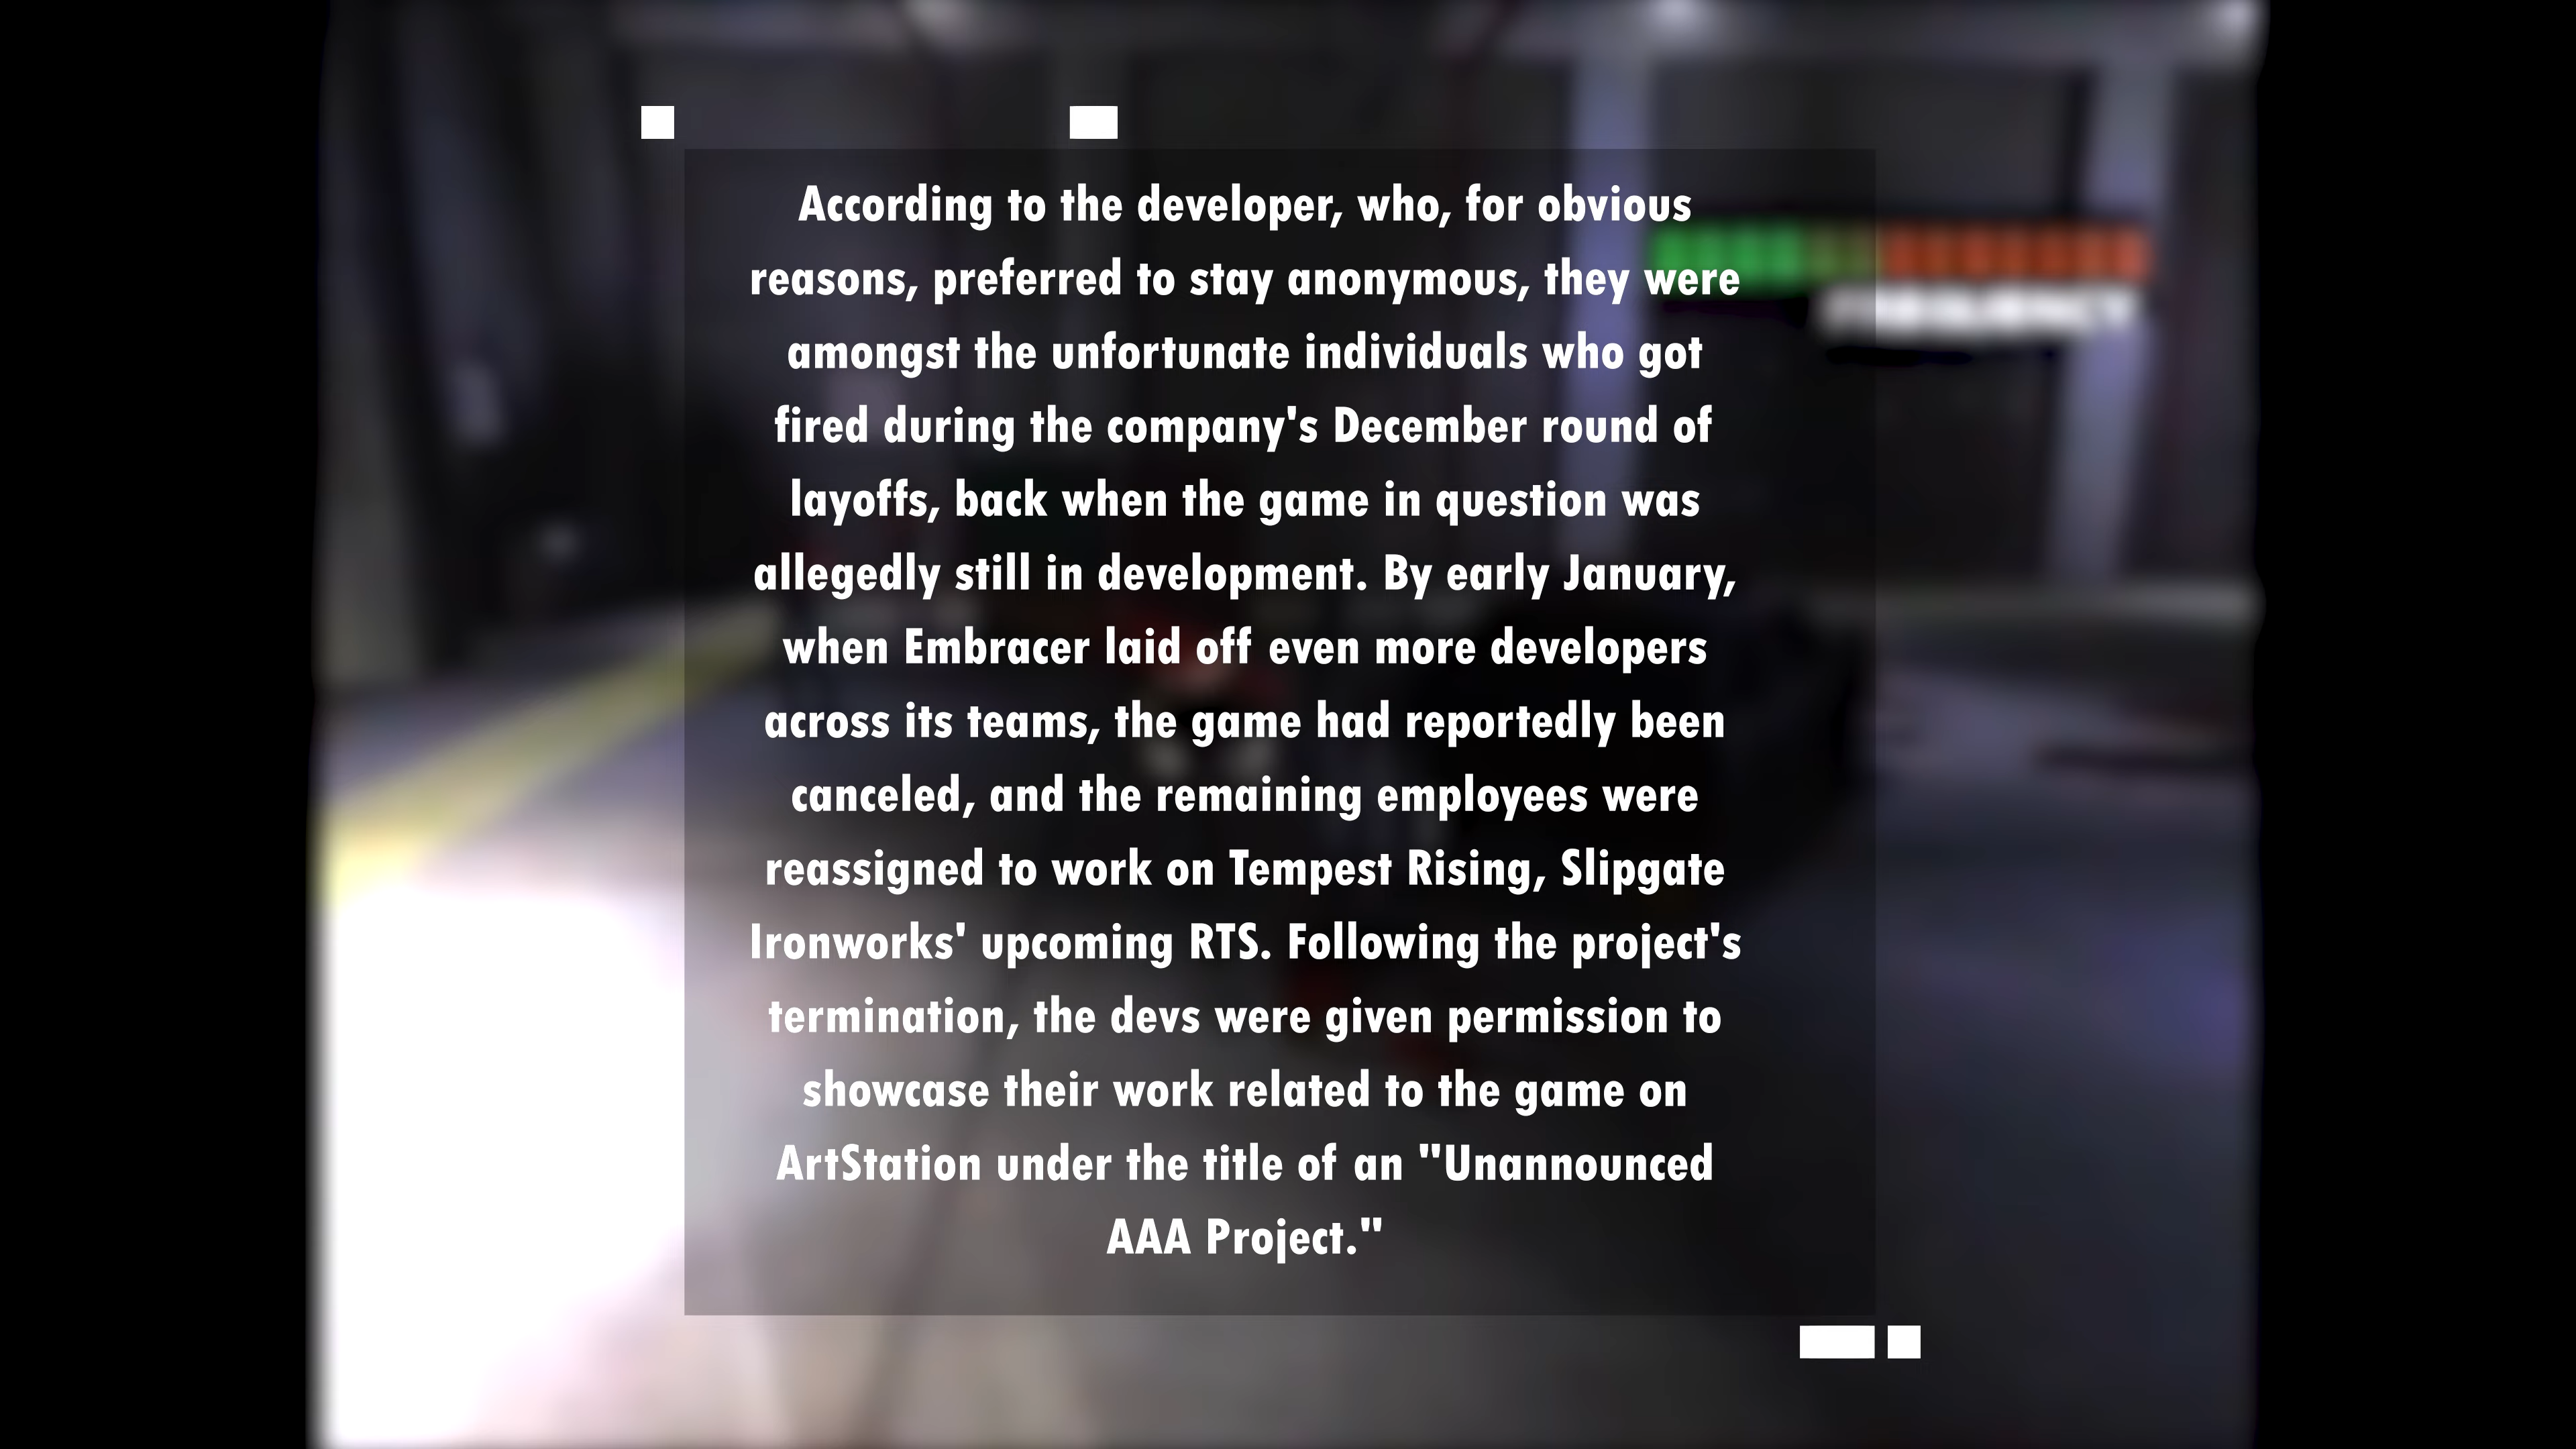 According to the developer, who, for obvious
reasons, preferred to stay anonymous, they were
amongst the unfortunate individuals who got
fired during the company's December round of
layoffs, back when the game in question was
allegedly still in development. By early January,
when Embracer laid off even more developers
across its teams, the game had reportedly been
canceled, and the remaining employees were
reassigned to work on Tempest Rising, Slipgate
Ironworks' upcoming RTS. Following the project's
termination, the devs were given permission to
showcase their work related to the game on
ArtStation under the title of an "Unannounced
AAA Project."
FREQUENCY